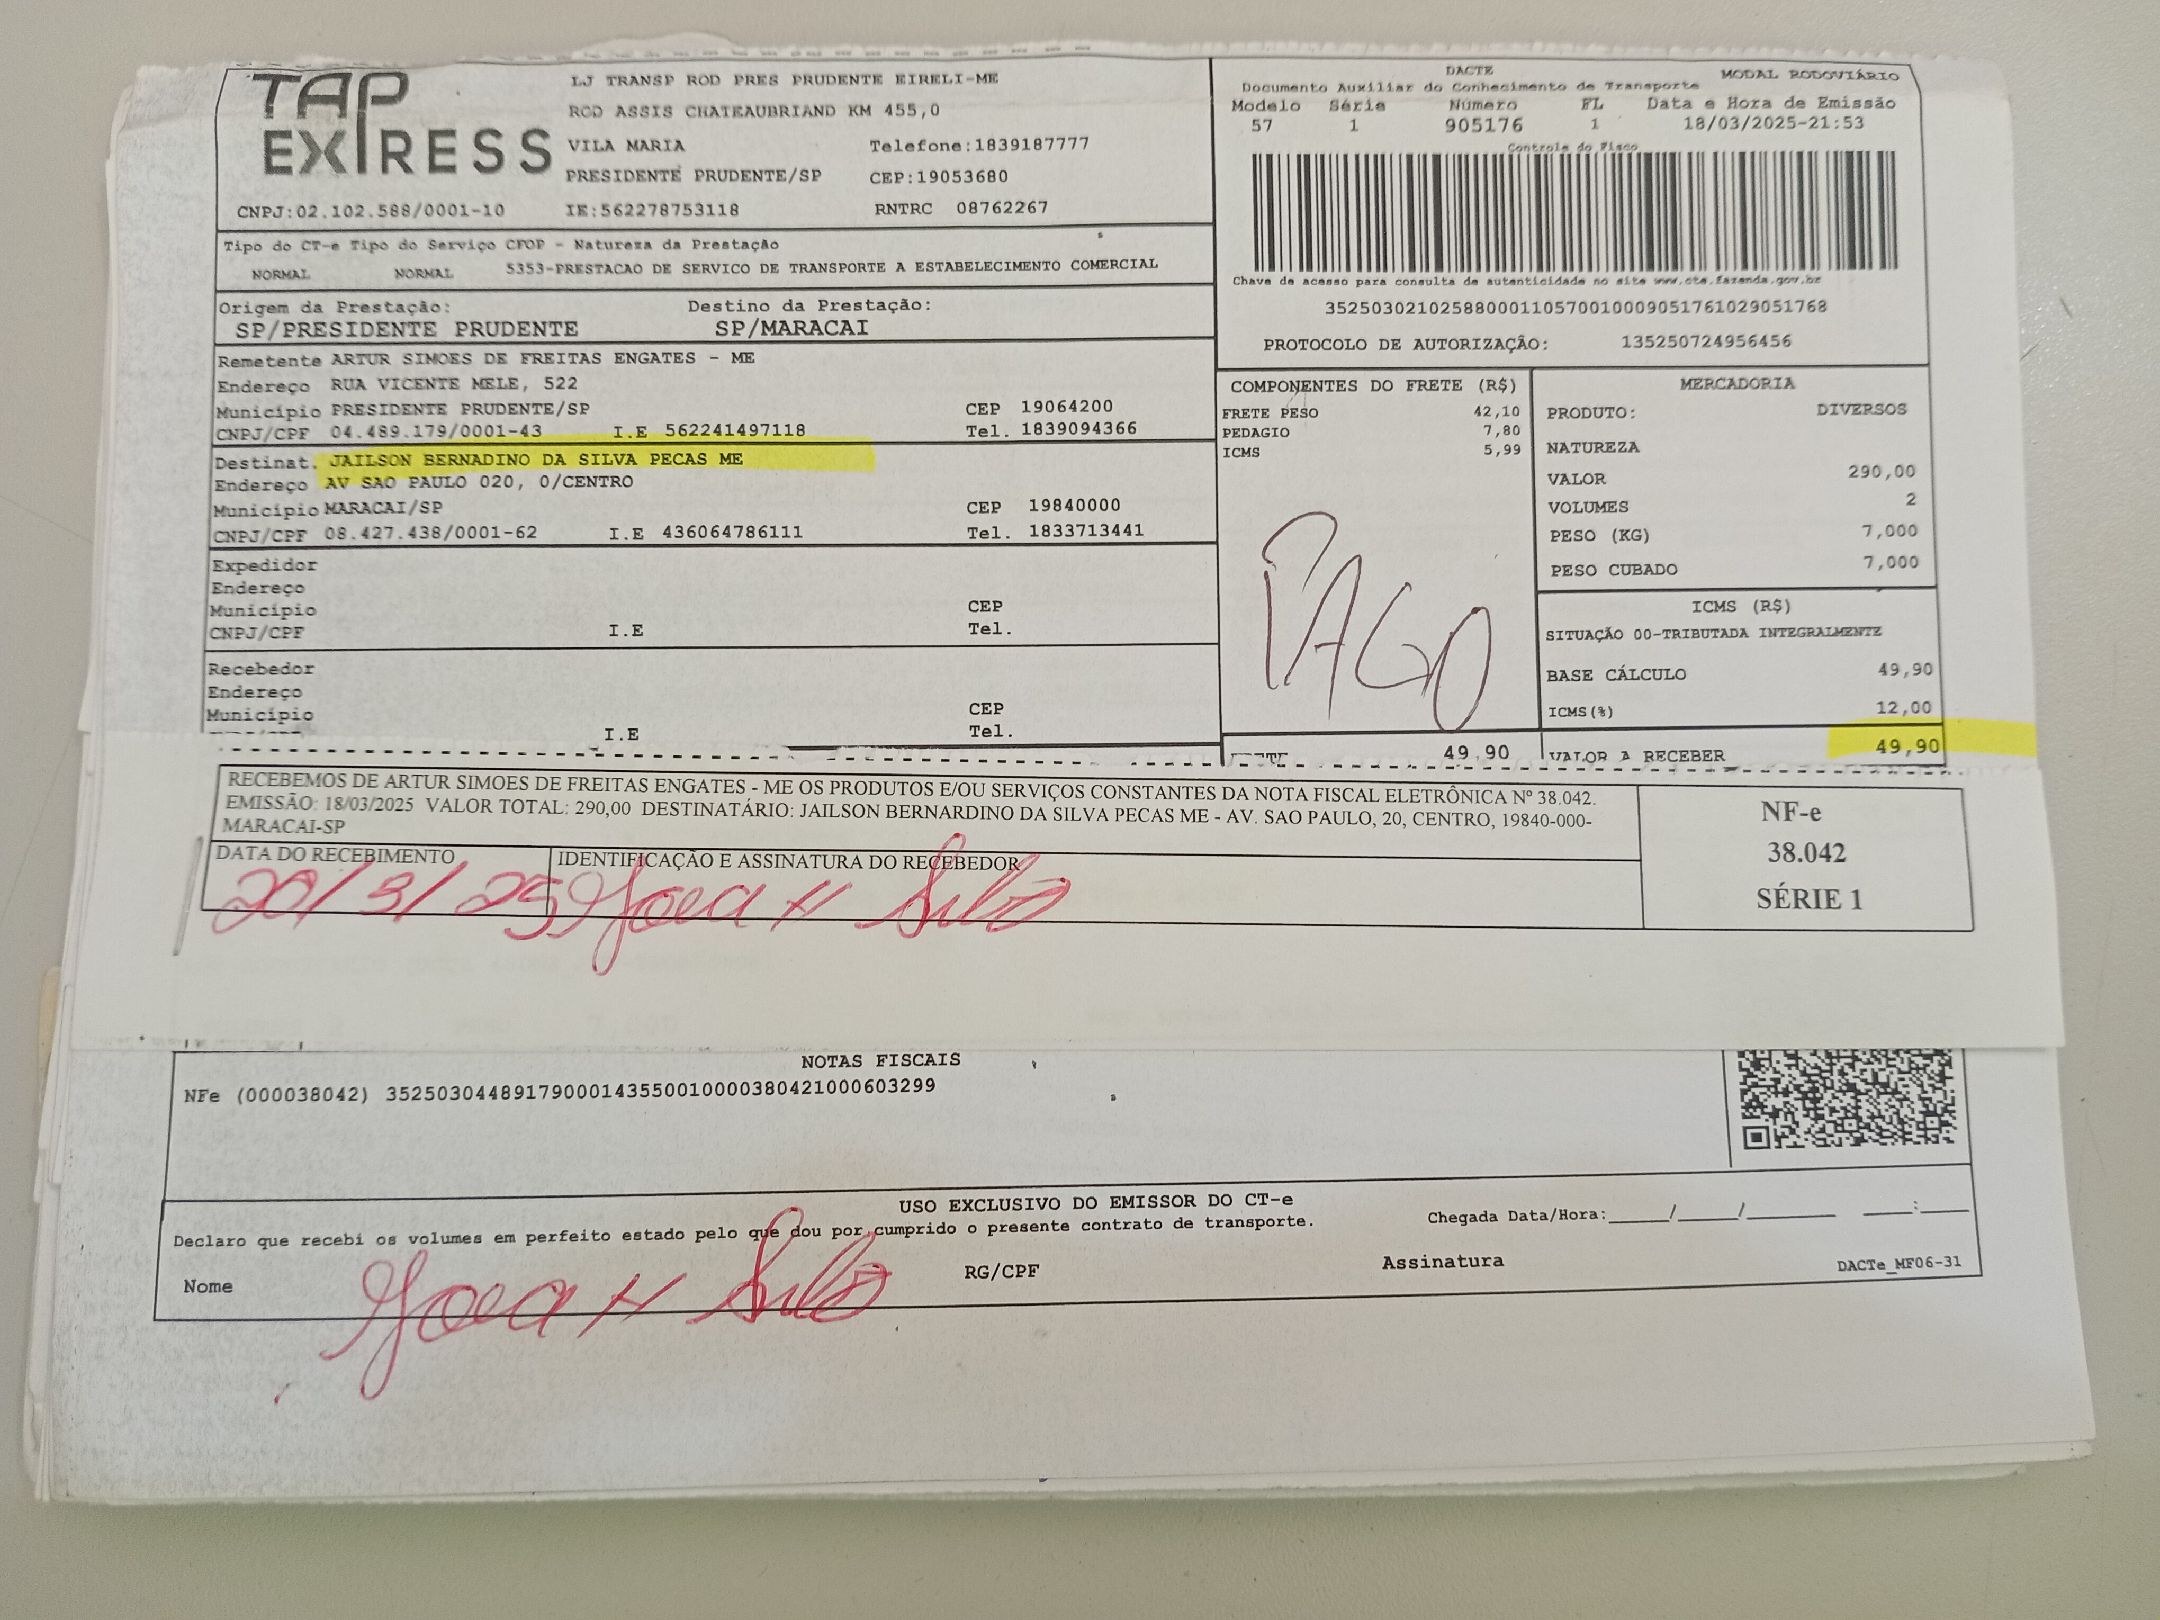 TAP EXPRESS
LJ TRANSP ROD PRES PRUDENTE EIRELI-ME
ROD ASSIS CHATEAUBRIAND KM 455,0
VILA MARIA Telefone:1839187777
PRESIDENTE PRUDENTE/SP CEP:19053680
CNPJ:02.102.588/0001-10 IE:562278753118 RNTRC 08762267
DACTE MODAL RODOVIÁRIO
Documento Auxiliar do Conhecimento de Transporte
Modelo Série Número FL Data e Hora de Emissão
57 1 905176 1 18/03/2025-21:53
Controle do Fisco
Chave de acesso para consulta de autenticidade no site www.cte.fazenda.gov.br
35250302102588000110570010009051761029051768
PROTOCOLO DE AUTORIZAÇÃO: 135250724956456
Tipo do CT-e Tipo do Serviço CFOP - Natureza da Prestação
NORMAL NORMAL 5353-PRESTACAO DE SERVICO DE TRANSPORTE A ESTABELECIMENTO COMERCIAL
Origem da Prestação: Destino da Prestação:
SP/PRESIDENTE PRUDENTE SP/MARACAI
Remetente ARTUR SIMOES DE FREITAS ENGATES - ME
Endereço RUA VICENTE MELE, 522
Município PRESIDENTE PRUDENTE/SP CEP 19064200
CNPJ/CPF 04.489.179/0001-43 I.E 562241497118 Tel. 1839094366
Destinat. JAILSON BERNADINO DA SILVA PECAS ME
Endereço AV SAO PAULO 020, 0/CENTRO
Município MARACAI/SP CEP 19840000
CNPJ/CPF 08.427.438/0001-62 I.E 436064786111 Tel. 1833713441
Expedidor
Endereço
Município CEP
CNPJ/CPF I.E Tel.
Recebedor
Endereço
Município CEP
I.E Tel.
COMPONENTES DO FRETE (R$)
FRETE PESO 42,10
PEDAGIO 7,80
ICMS 5,99
PAGO
49,90
MERCADORIA
PRODUTO: DIVERSOS
NATUREZA
VALOR 290,00
VOLUMES 2
PESO (KG) 7,000
PESO CUBADO 7,000
ICMS (R$)
SITUAÇÃO 00-TRIBUTADA INTEGRALMENTE
BASE CÁLCULO 49,90
ICMS(%) 12,00
VALOR A RECEBER 49,90
RECEBEMOS DE ARTUR SIMOES DE FREITAS ENGATES - ME OS PRODUTOS E/OU SERVIÇOS CONSTANTES DA NOTA FISCAL ELETRÔNICA Nº 38.042.
EMISSÃO: 18/03/2025 VALOR TOTAL: 290,00 DESTINATÁRIO: JAILSON BERNARDINO DA SILVA PECAS ME - AV. SAO PAULO, 20, CENTRO, 19840-000-
MARACAI-SP
DATA DO RECEBIMENTO IDENTIFICAÇÃO E ASSINATURA DO RECEBEDOR
20/3/25 Silva
NF-e
38.042
SÉRIE 1
NOTAS FISCAIS
NFe (000038042) 35250304489179000143550010000380421000603299
USO EXCLUSIVO DO EMISSOR DO CT-e
Declaro que recebi os volumes em perfeito estado pelo que dou por cumprido o presente contrato de transporte.
Chegada Data/Hora:_____/_____/________ ____:____
Nome Silva RG/CPF Assinatura DACTe_MF06-31